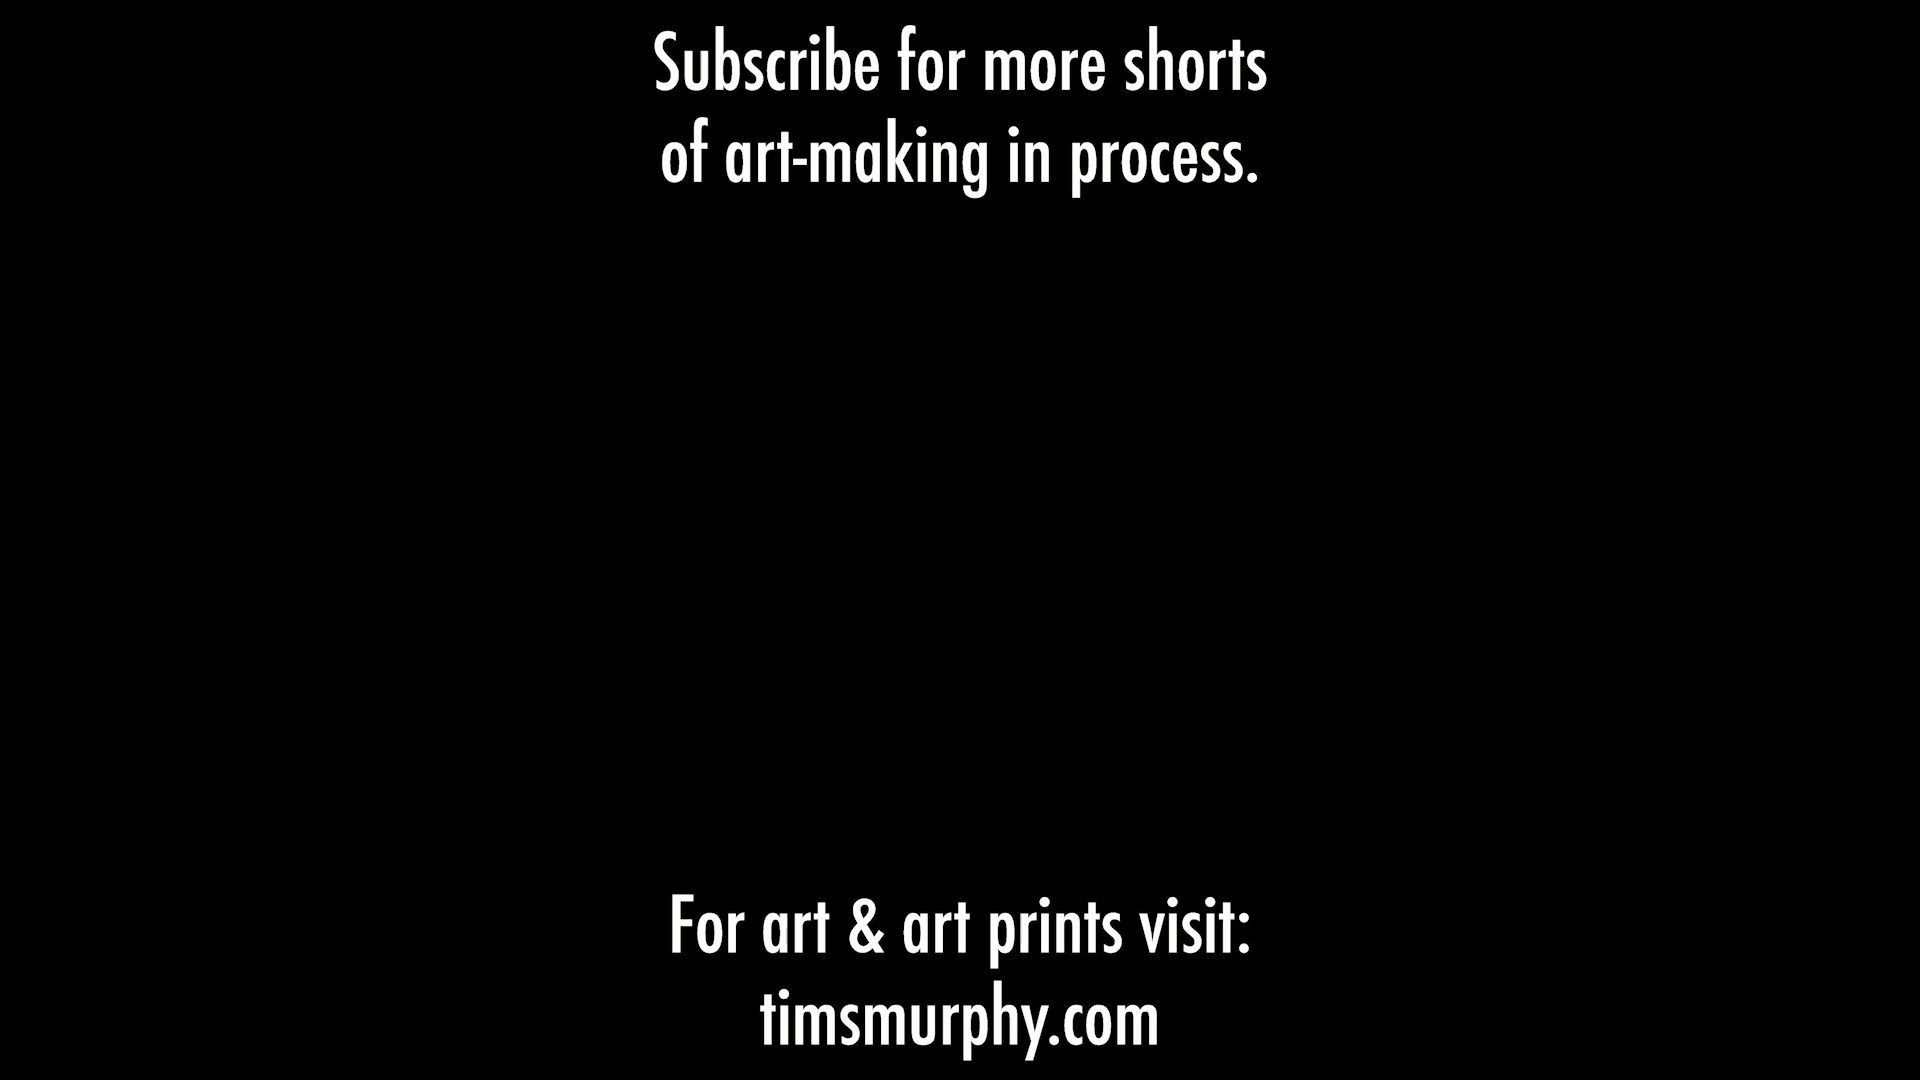 Subscribe for more shorts
of art-making in process.
For art & art prints visit:
timsmurphy.com